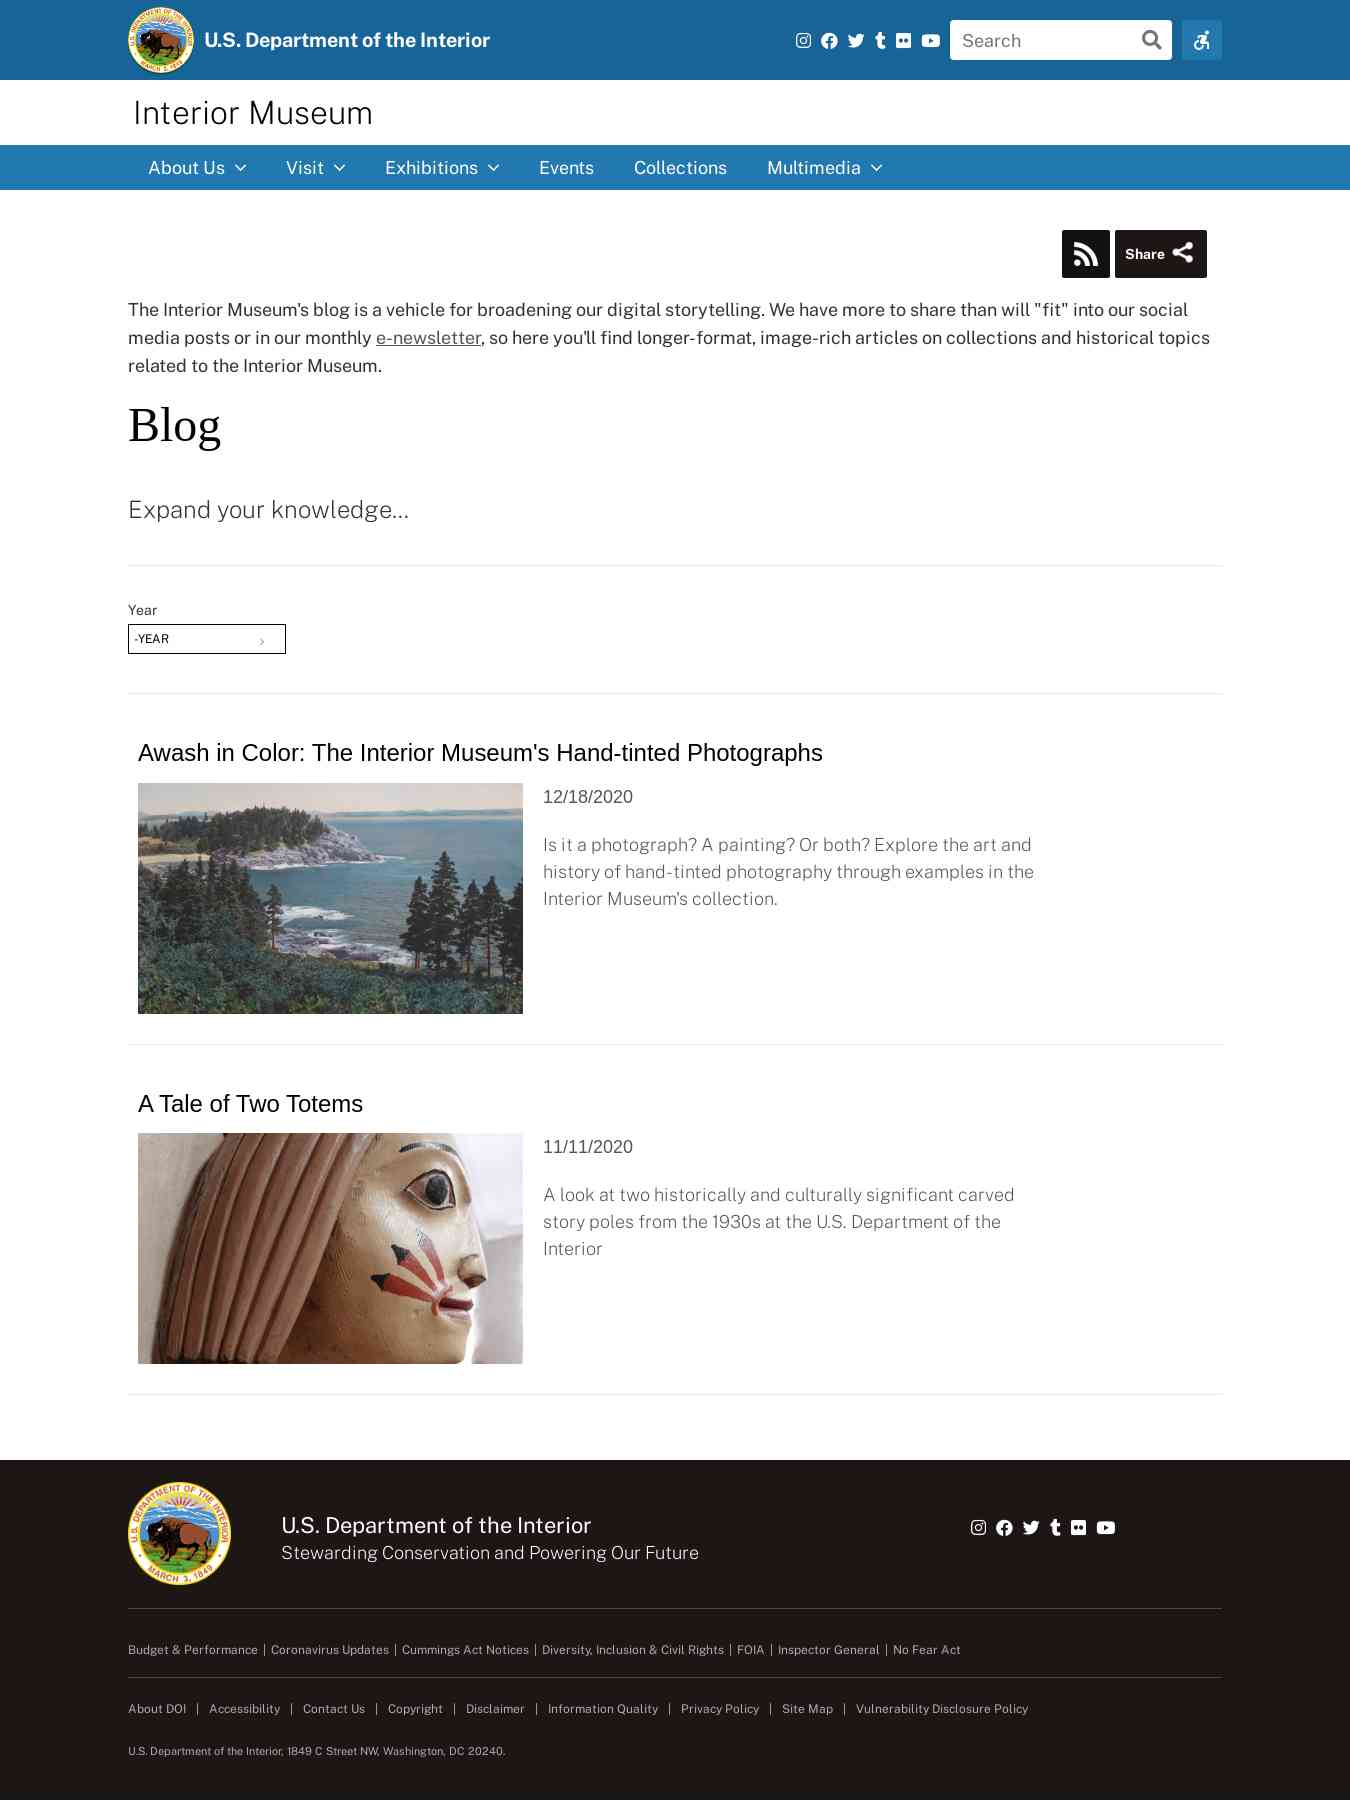 U.S. Department of the Interior
Search
Interior Museum
About Us
Visit
Exhibitions
Events
Collections
Multimedia
Share
The Interior Museum's blog is a vehicle for broadening our digital storytelling. We have more to share than will "fit" into our social
media posts or in our monthly e-newsletter, so here you'll find longer-format, image-rich articles on collections and historical topics
related to the Interior Museum.
Blog
Expand your knowledge...
Year
-YEAR
Awash in Color: The Interior Museum's Hand-tinted Photographs
12/18/2020
Is it a photograph? A painting? Or both? Explore the art and
history of hand-tinted photography through examples in the
Interior Museum's collection.
A Tale of Two Totems
11/11/2020
A look at two historically and culturally significant carved
story poles from the 1930s at the U.S. Department of the
Interior
U.S. DEPARTMENT OF THE INTERIOR
MARCH 3, 1849
U.S. Department of the Interior
Stewarding Conservation and Powering Our Future
Budget & Performance | Coronavirus Updates | Cummings Act Notices | Diversity, Inclusion & Civil Rights | FOIA | Inspector General | No Fear Act
About DOI | Accessibility | Contact Us | Copyright | Disclaimer | Information Quality | Privacy Policy | Site Map | Vulnerability Disclosure Policy
U.S. Department of the Interior, 1849 C Street NW, Washington, DC 20240.